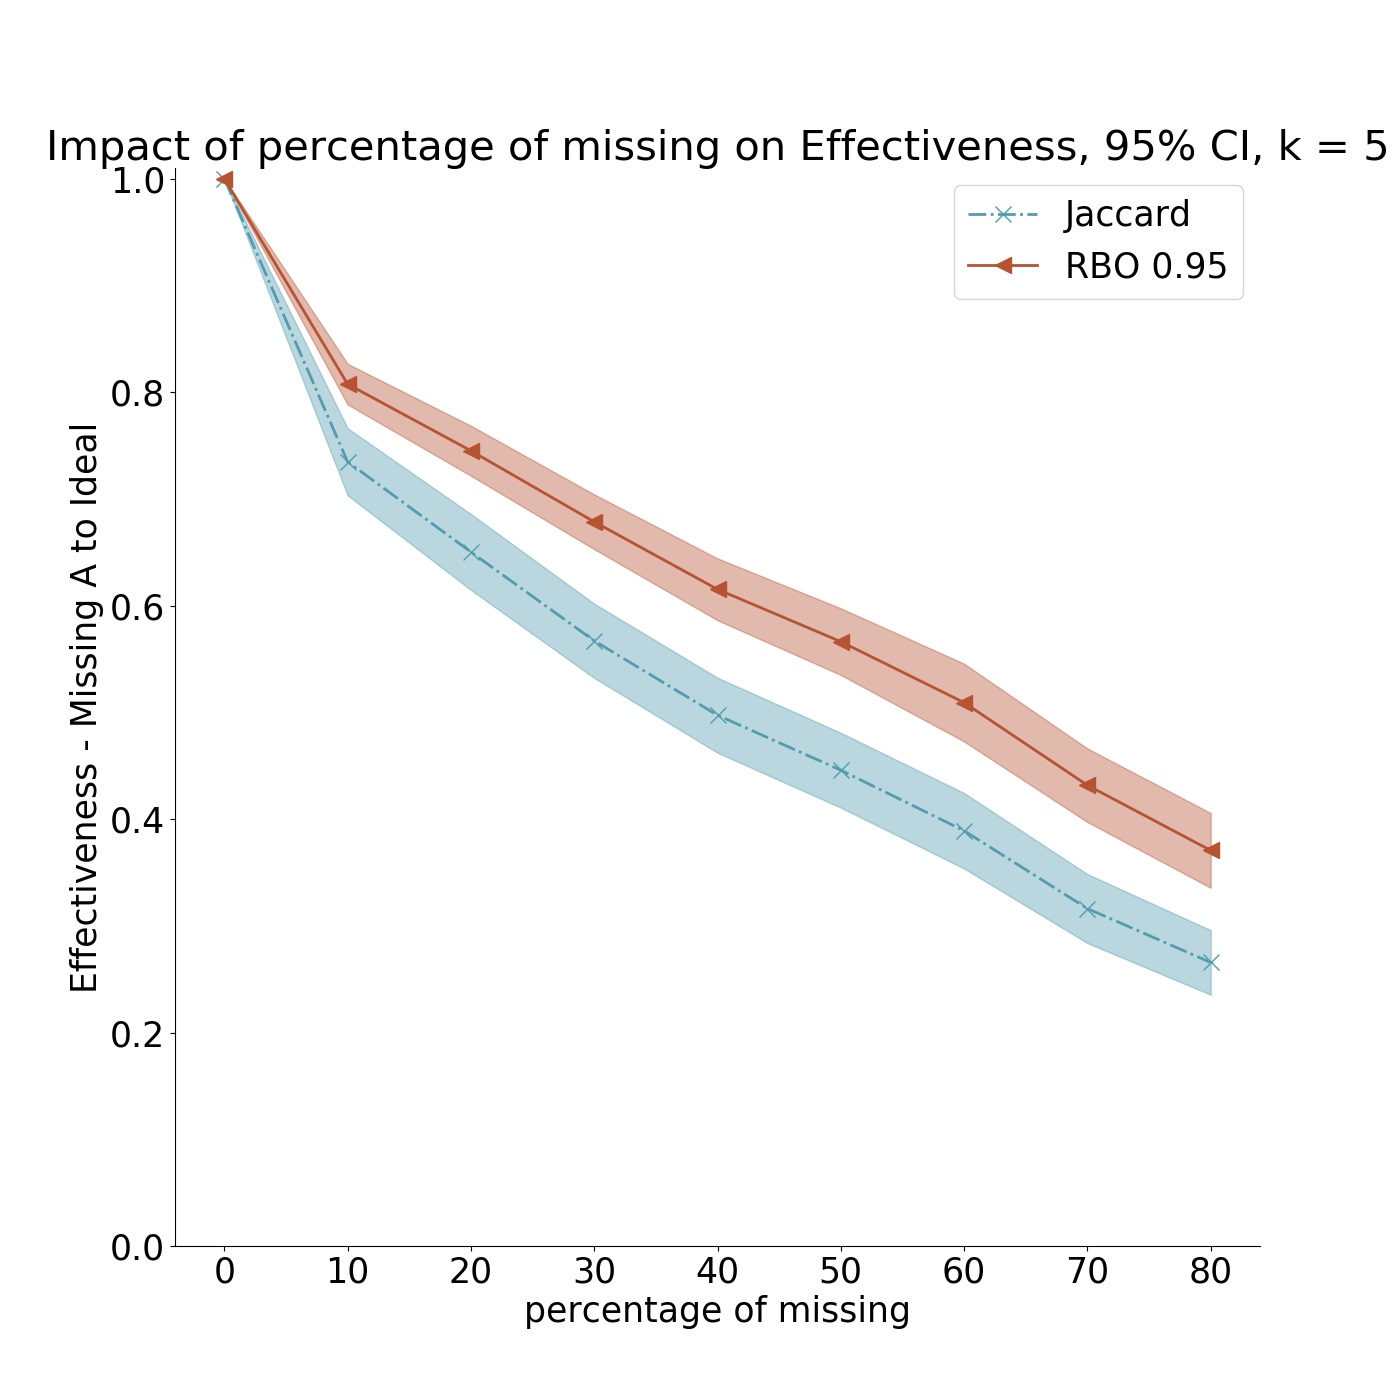 Impact of percentage of missing on Effectiveness, 95% CI, k = 5
Jaccard
RBO 0.95
Effectiveness - Missing A to Ideal
1.0
0.8
0.6
0.4
0.2
0.0
0 10 20 30 40 50 60 70 80
percentage of missing